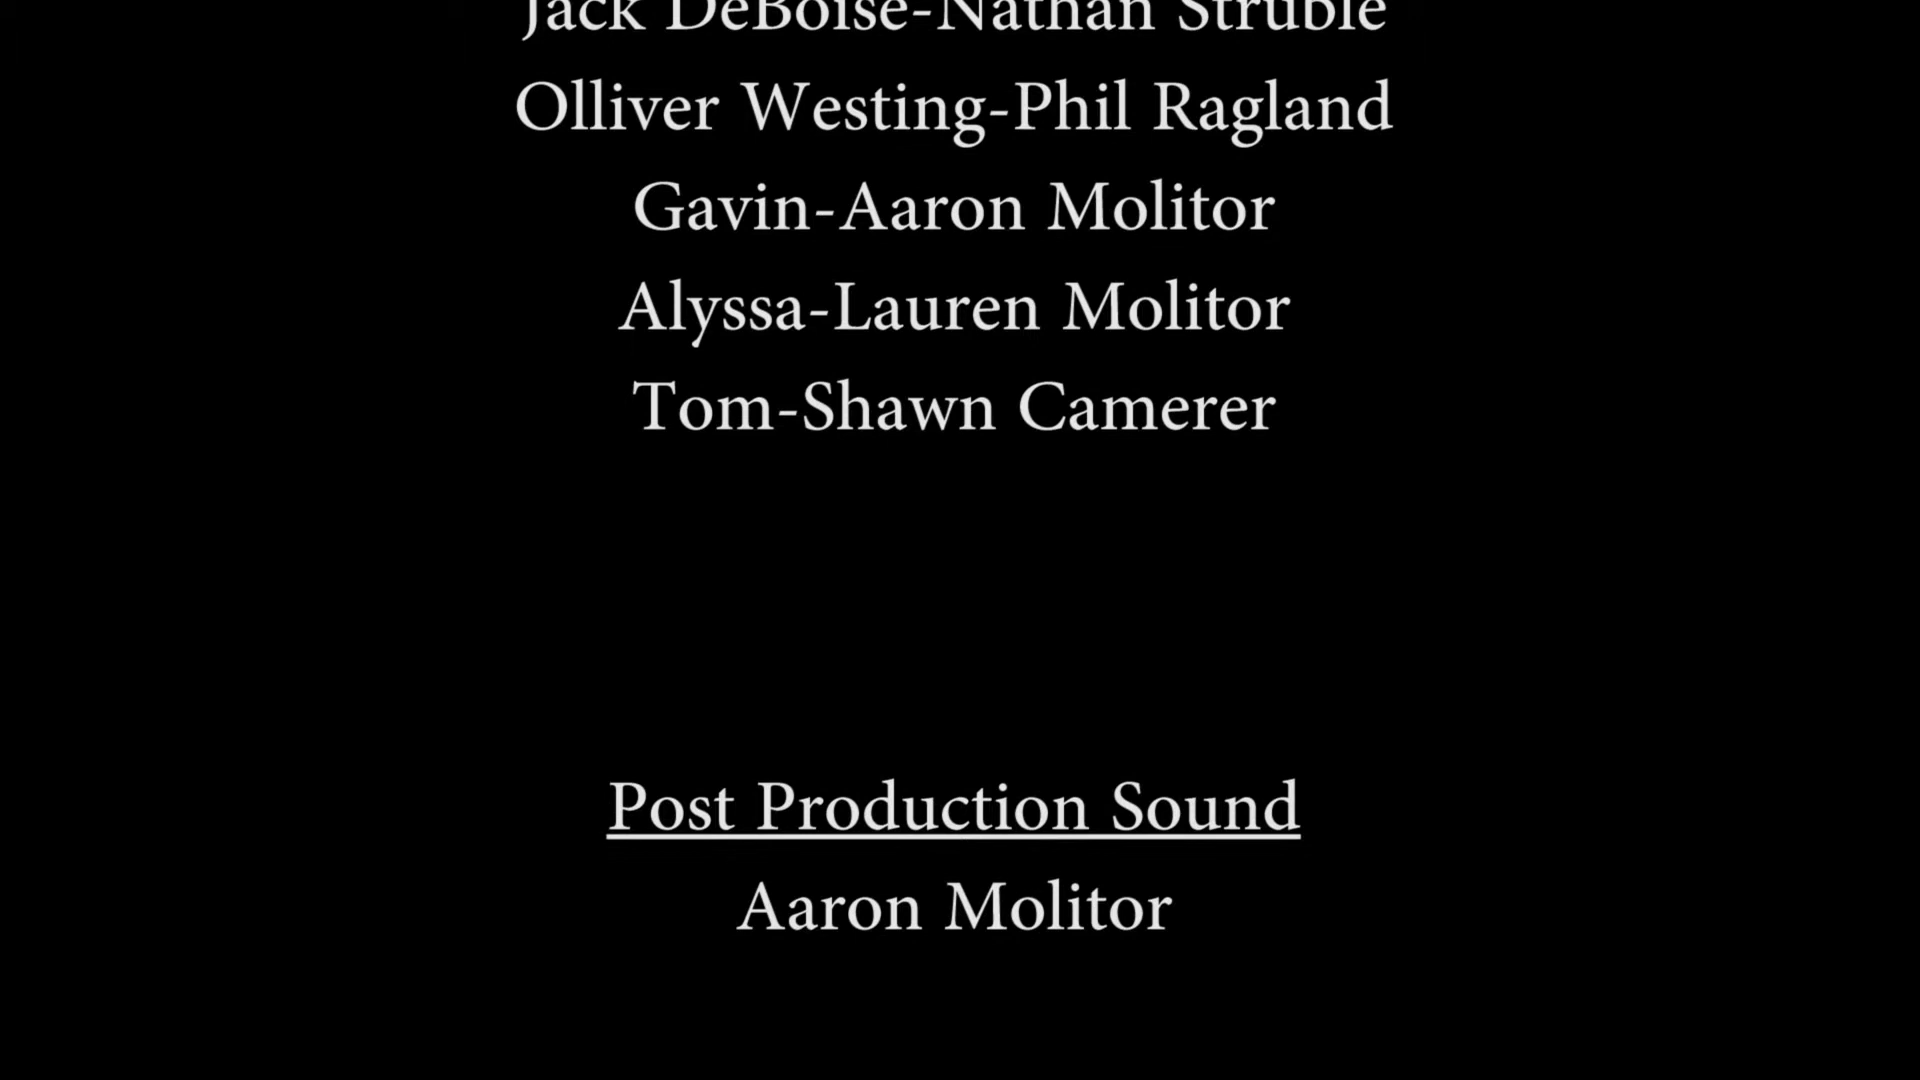 Jack DeBoise-Nathan Struble
Olliver Westing-Phil Ragland
Gavin-Aaron Molitor
Alyssa-Lauren Molitor
Tom-Shawn Camerer
Post Production Sound
Aaron Molitor